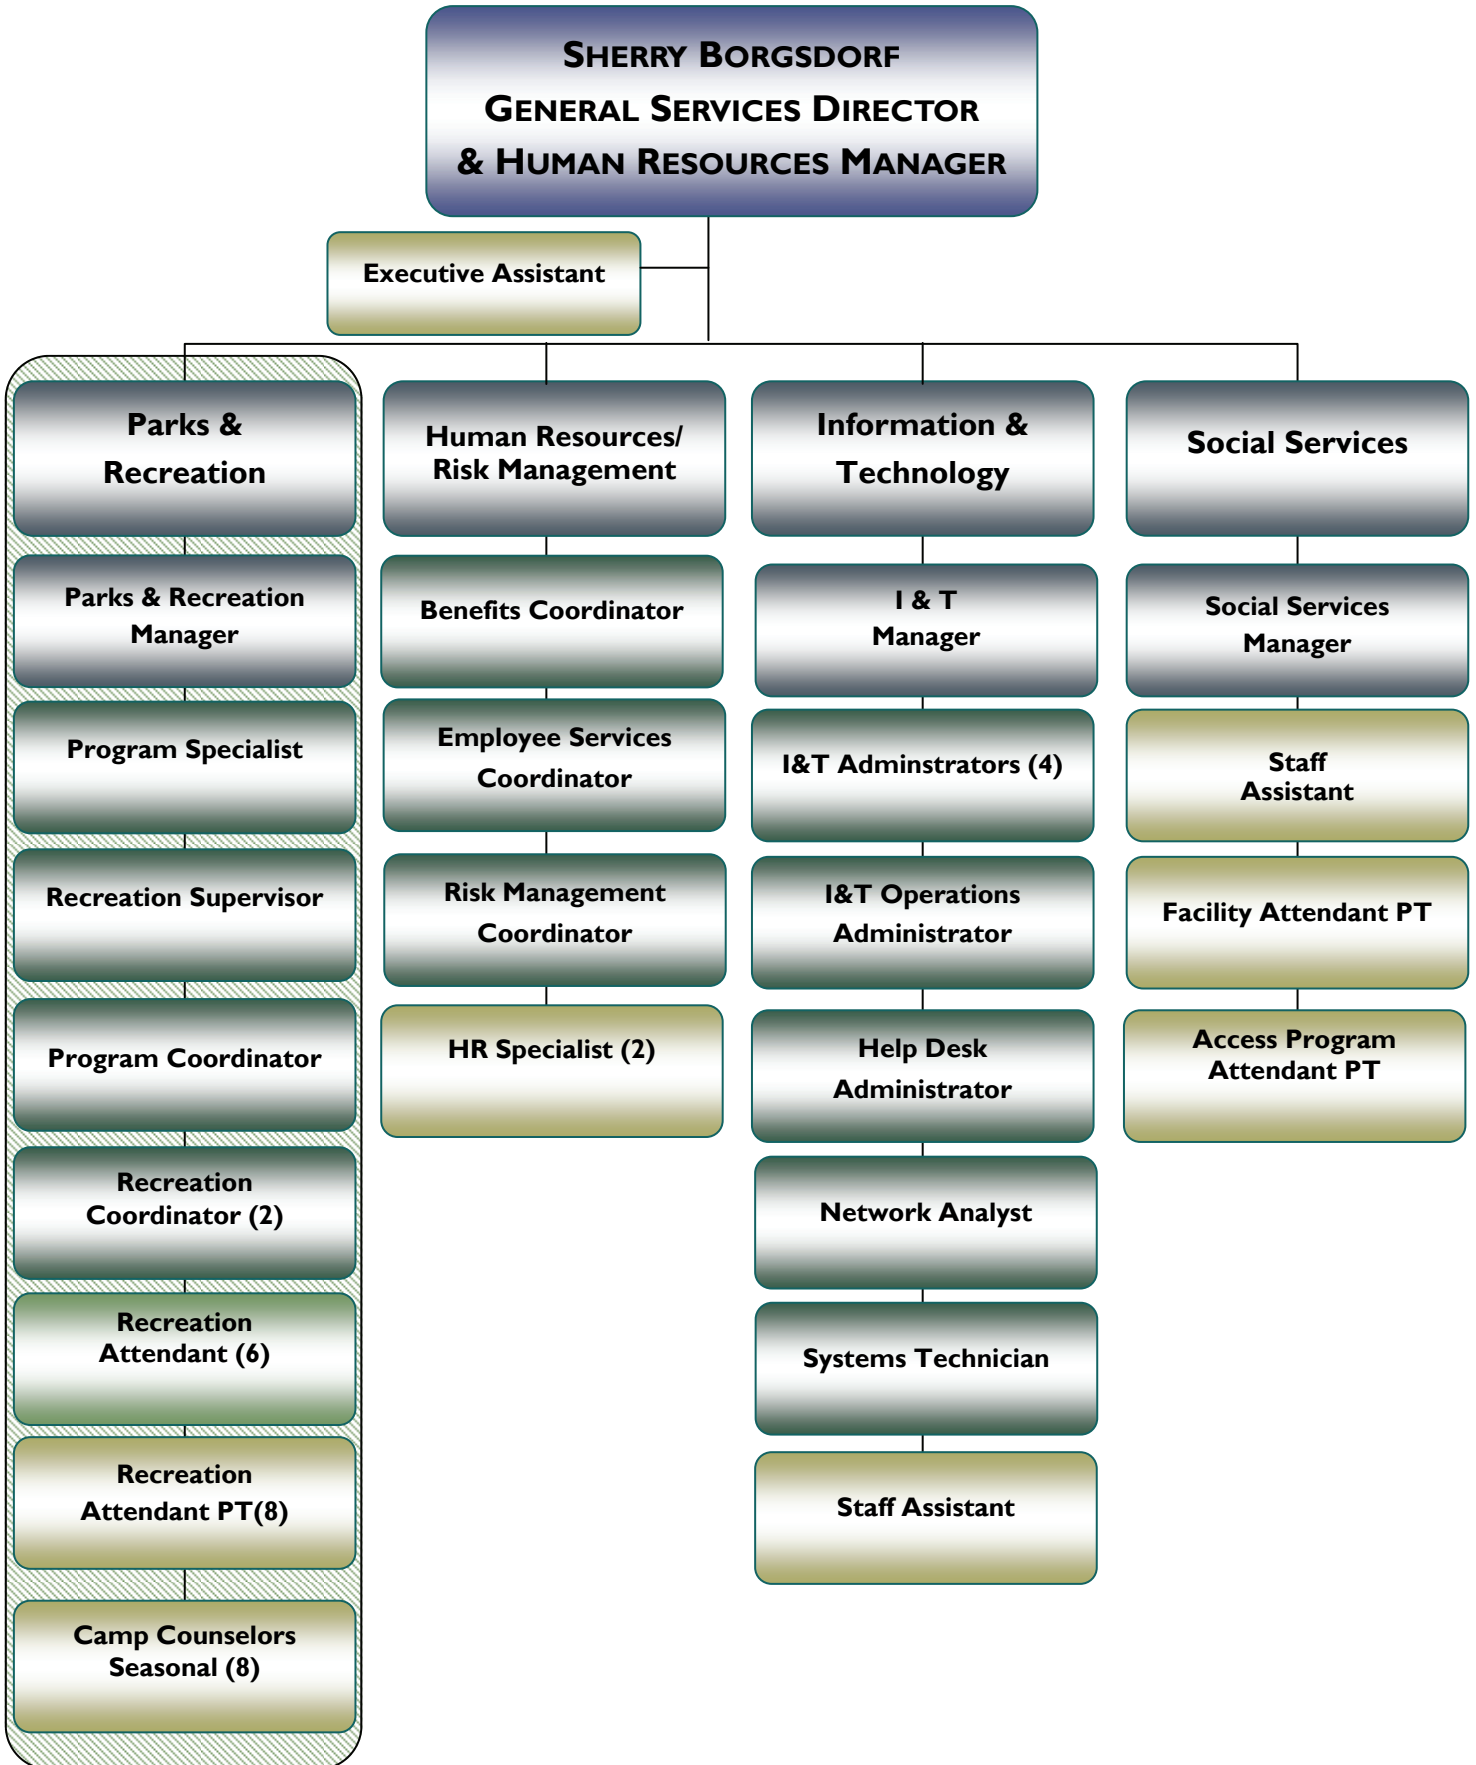 SHERRY BORGSDORF
GENERAL SERVICES DIRECTOR
& HUMAN RESOURCES MANAGER
Executive Assistant
Parks &
Recreation
Parks & Recreation
Manager
Program Specialist
Recreation Supervisor
Program Coordinator
Recreation
Coordinator (2)
Recreation
Attendant (6)
Recreation
Attendant PT(8)
Camp Counselors
Seasonal (8)
Human Resources/
Risk Management
Benefits Coordinator
Employee Services
Coordinator
Risk Management
Coordinator
HR Specialist (2)
Information &
Technology
I & T
Manager
I&T Adminstrators (4)
I&T Operations
Administrator
Help Desk
Administrator
Network Analyst
Systems Technician
Staff Assistant
Social Services
Social Services
Manager
Staff
Assistant
Facility Attendant PT
Access Program
Attendant PT